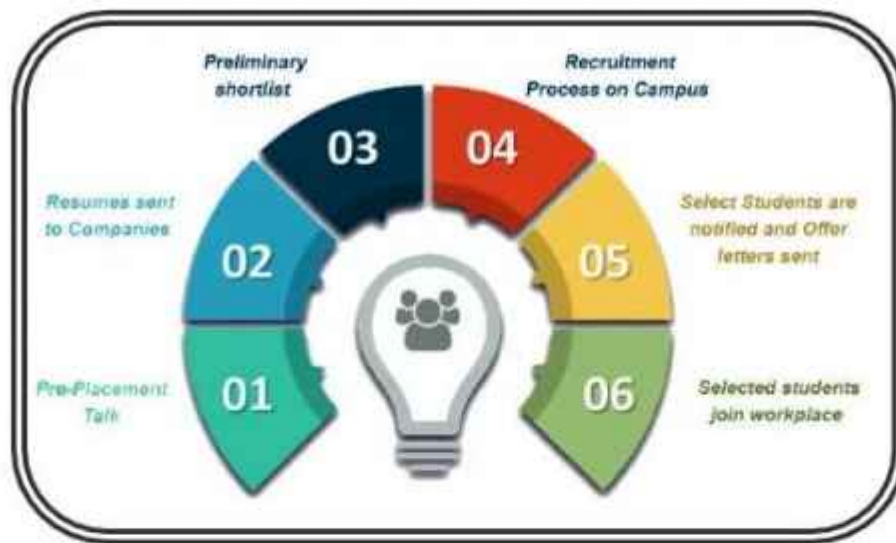 01
Pre-Placement
Talk
02
Resumes sent
to Companies
03
Preliminary
shortlist
04
Recruitment
Process on Campus
05
Select Students are
notified and Offer
letters sent
06
Selected students
join workplace